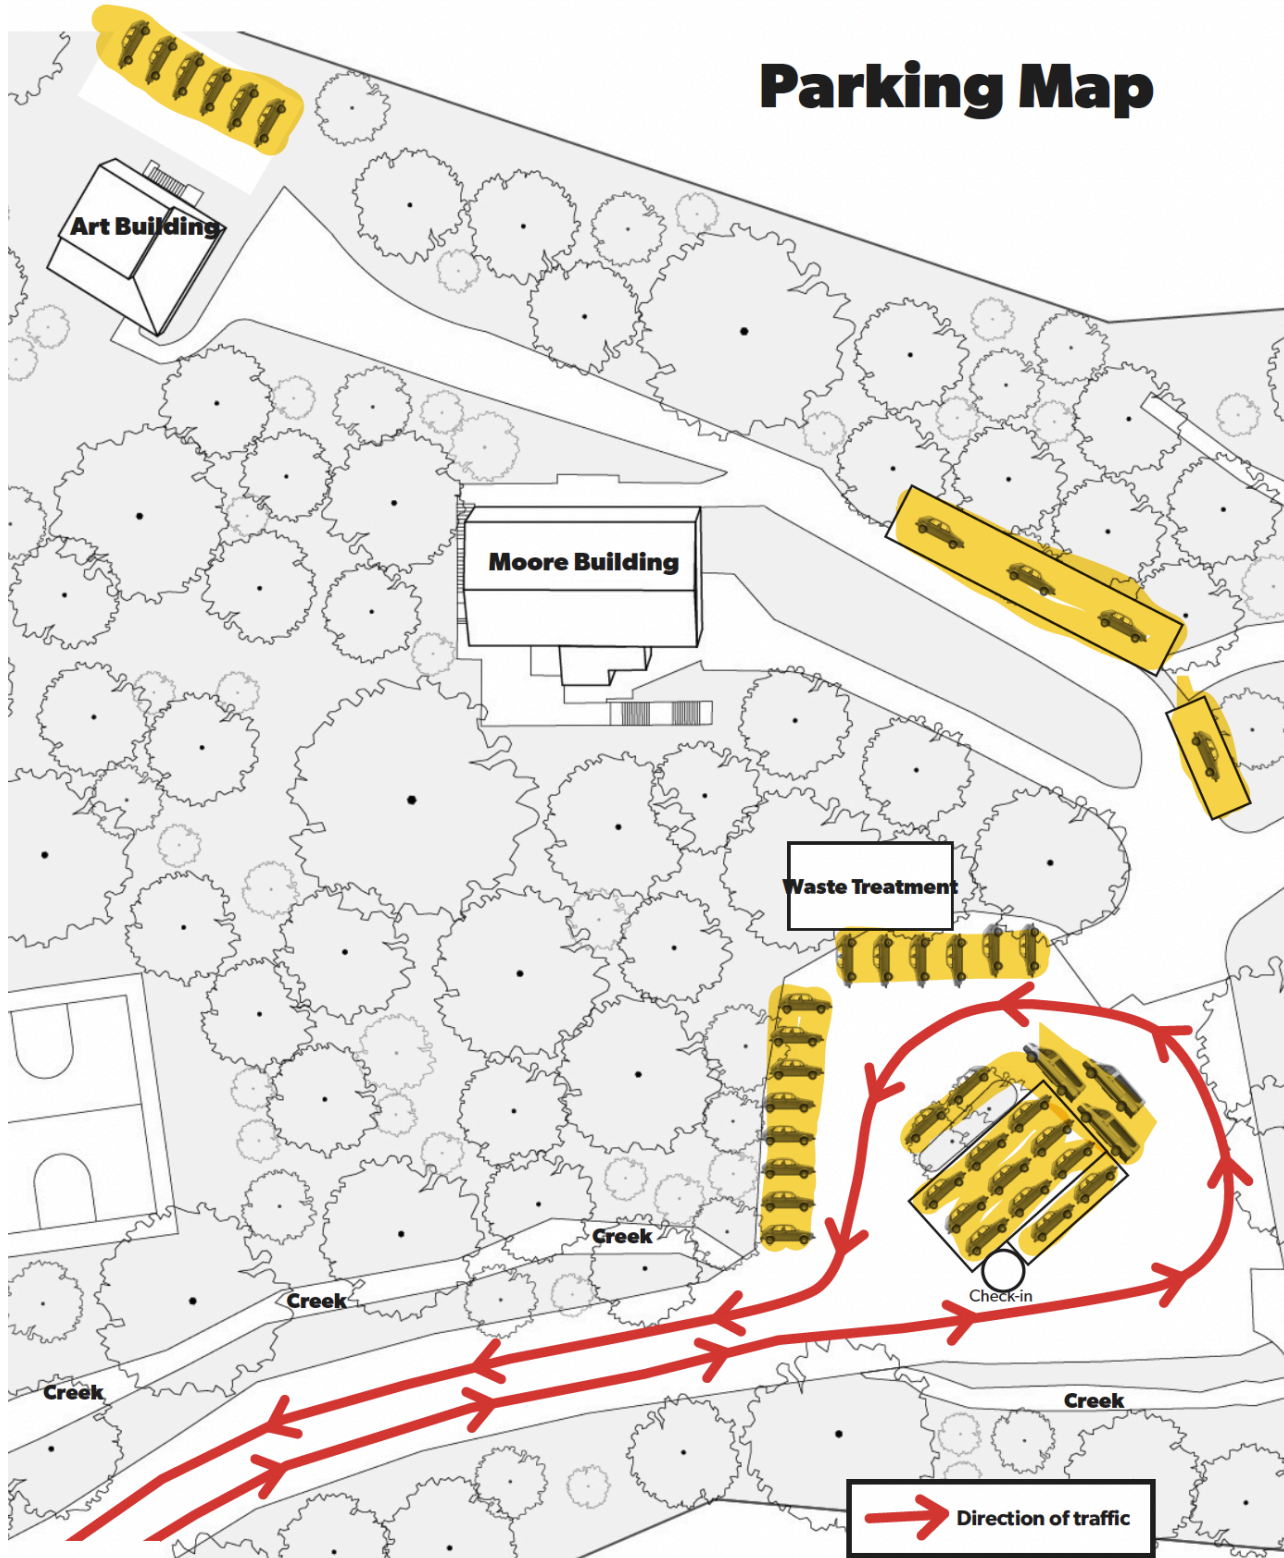 Parking Map
Art Building
Moore Building
Waste Treatment
Creek
Check-in
Creek
Creek
Creek
Direction of traffic